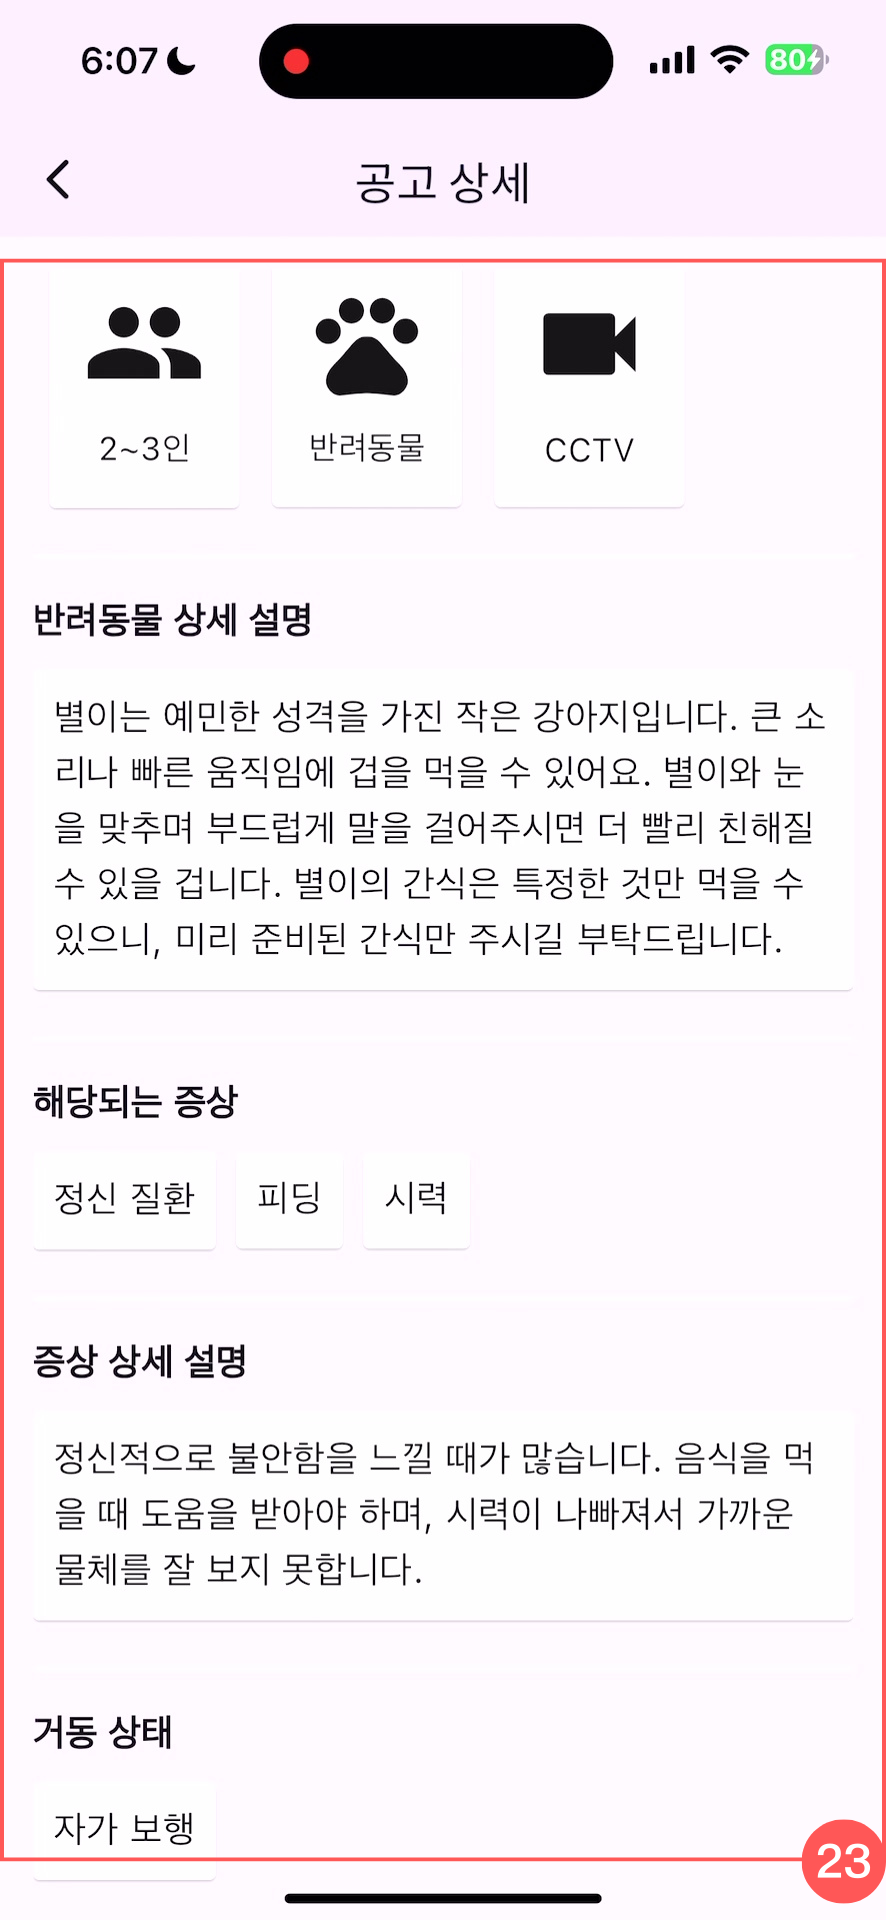 6:07
80
공고 상세
2~3인
반려동물
CCTV
반려동물 상세 설명
별이는 예민한 성격을 가진 작은 강아지입니다. 큰 소
리나 빠른 움직임에 겁을 먹을 수 있어요. 별이와 눈
을 맞추며 부드럽게 말을 걸어주시면 더 빨리 친해질
수 있을 겁니다. 별이의 간식은 특정한 것만 먹을 수
있으니, 미리 준비된 간식만 주시길 부탁드립니다.
해당되는 증상
정신 질환 피딩 시력
증상 상세 설명
정신적으로 불안함을 느낄 때가 많습니다. 음식을 먹
을 때 도움을 받아야 하며, 시력이 나빠져서 가까운
물체를 잘 보지 못합니다.
거동 상태
자가 보행
23